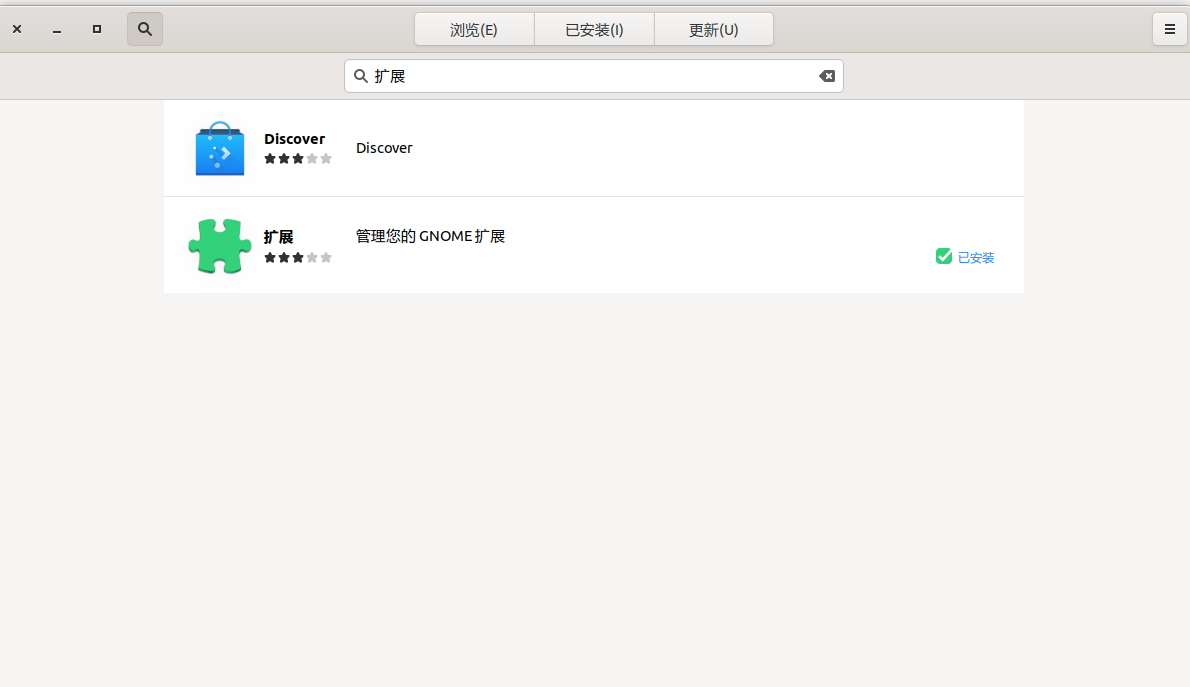 浏览(E) 已安装(I) 更新(U)
扩展
Discover
Discover
扩展
管理您的 GNOME 扩展
已安装